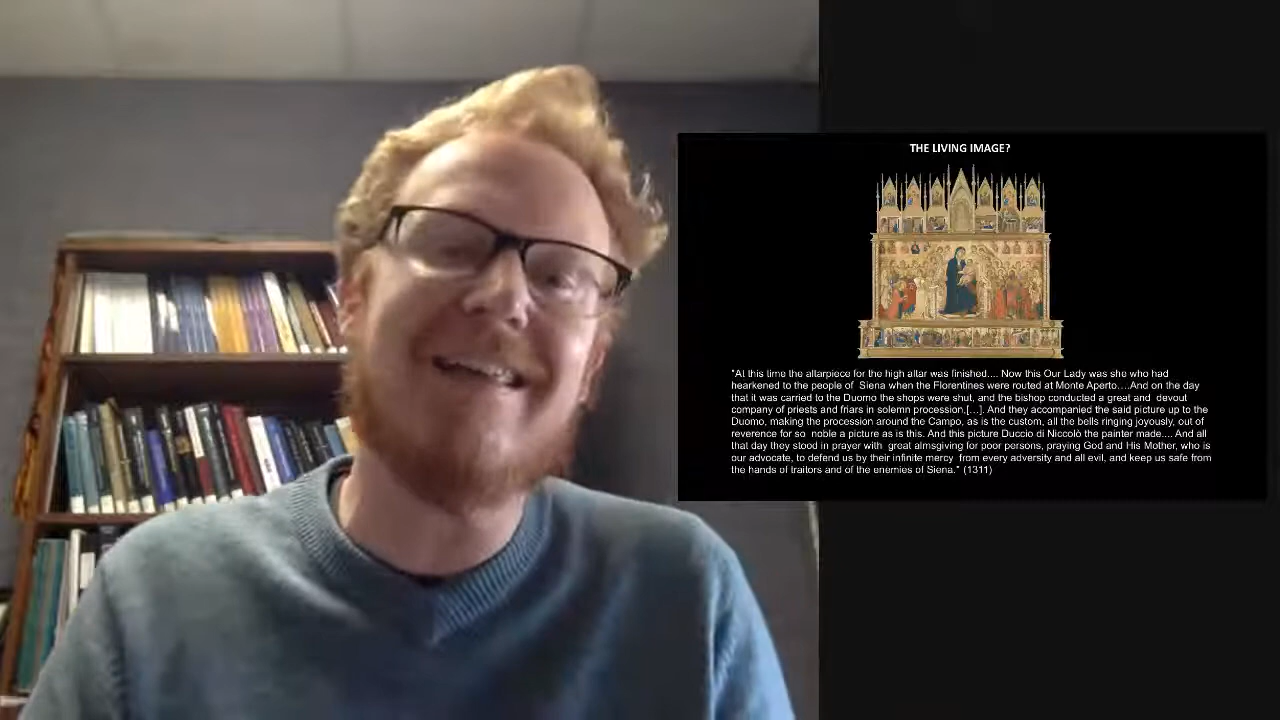 THE LIVING IMAGE?
"At this time the altarpiece for the high altar was finished.... Now this Our Lady was she who had
hearkened to the people of  Siena when the Florentines were routed at Monte Aperto....And on the day
that it was carried to the Duomo the shops were shut, and the bishop conducted a great and  devout
company of priests and friars in solemn procession,[...]. And they accompanied the said picture up to the
Duomo, making the procession around the Campo, as is the custom, all the bells ringing joyously, out of
reverence for so  noble a picture as is this. And this picture Duccio di Niccolò the painter made.... And all
that day they stood in prayer with  great almsgiving for poor persons, praying God and His Mother, who is
our advocate, to defend us by their infinite mercy  from every adversity and all evil, and keep us safe from
the hands of traitors and of the enemies of Siena." (1311)